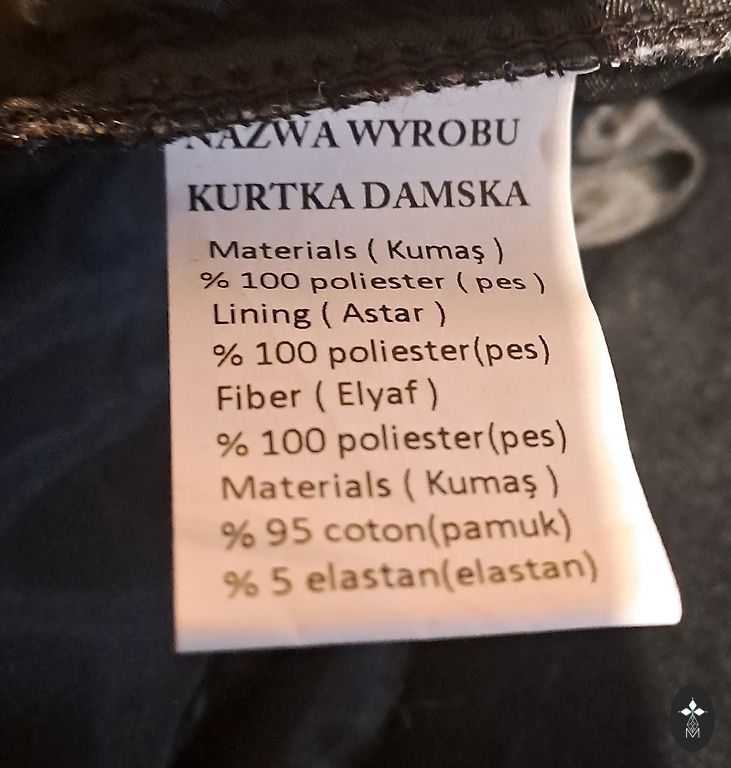 NAZWA WYROBU
KURTKA DAMSKA
Materials ( Kumaş )
% 100 poliester ( pes )
Lining ( Astar )
% 100 poliester(pes)
Fiber ( Elyaf )
% 100 poliester(pes)
Materials ( Kumaş )
% 95 coton(pamuk)
% 5 elastan(elastan)
M